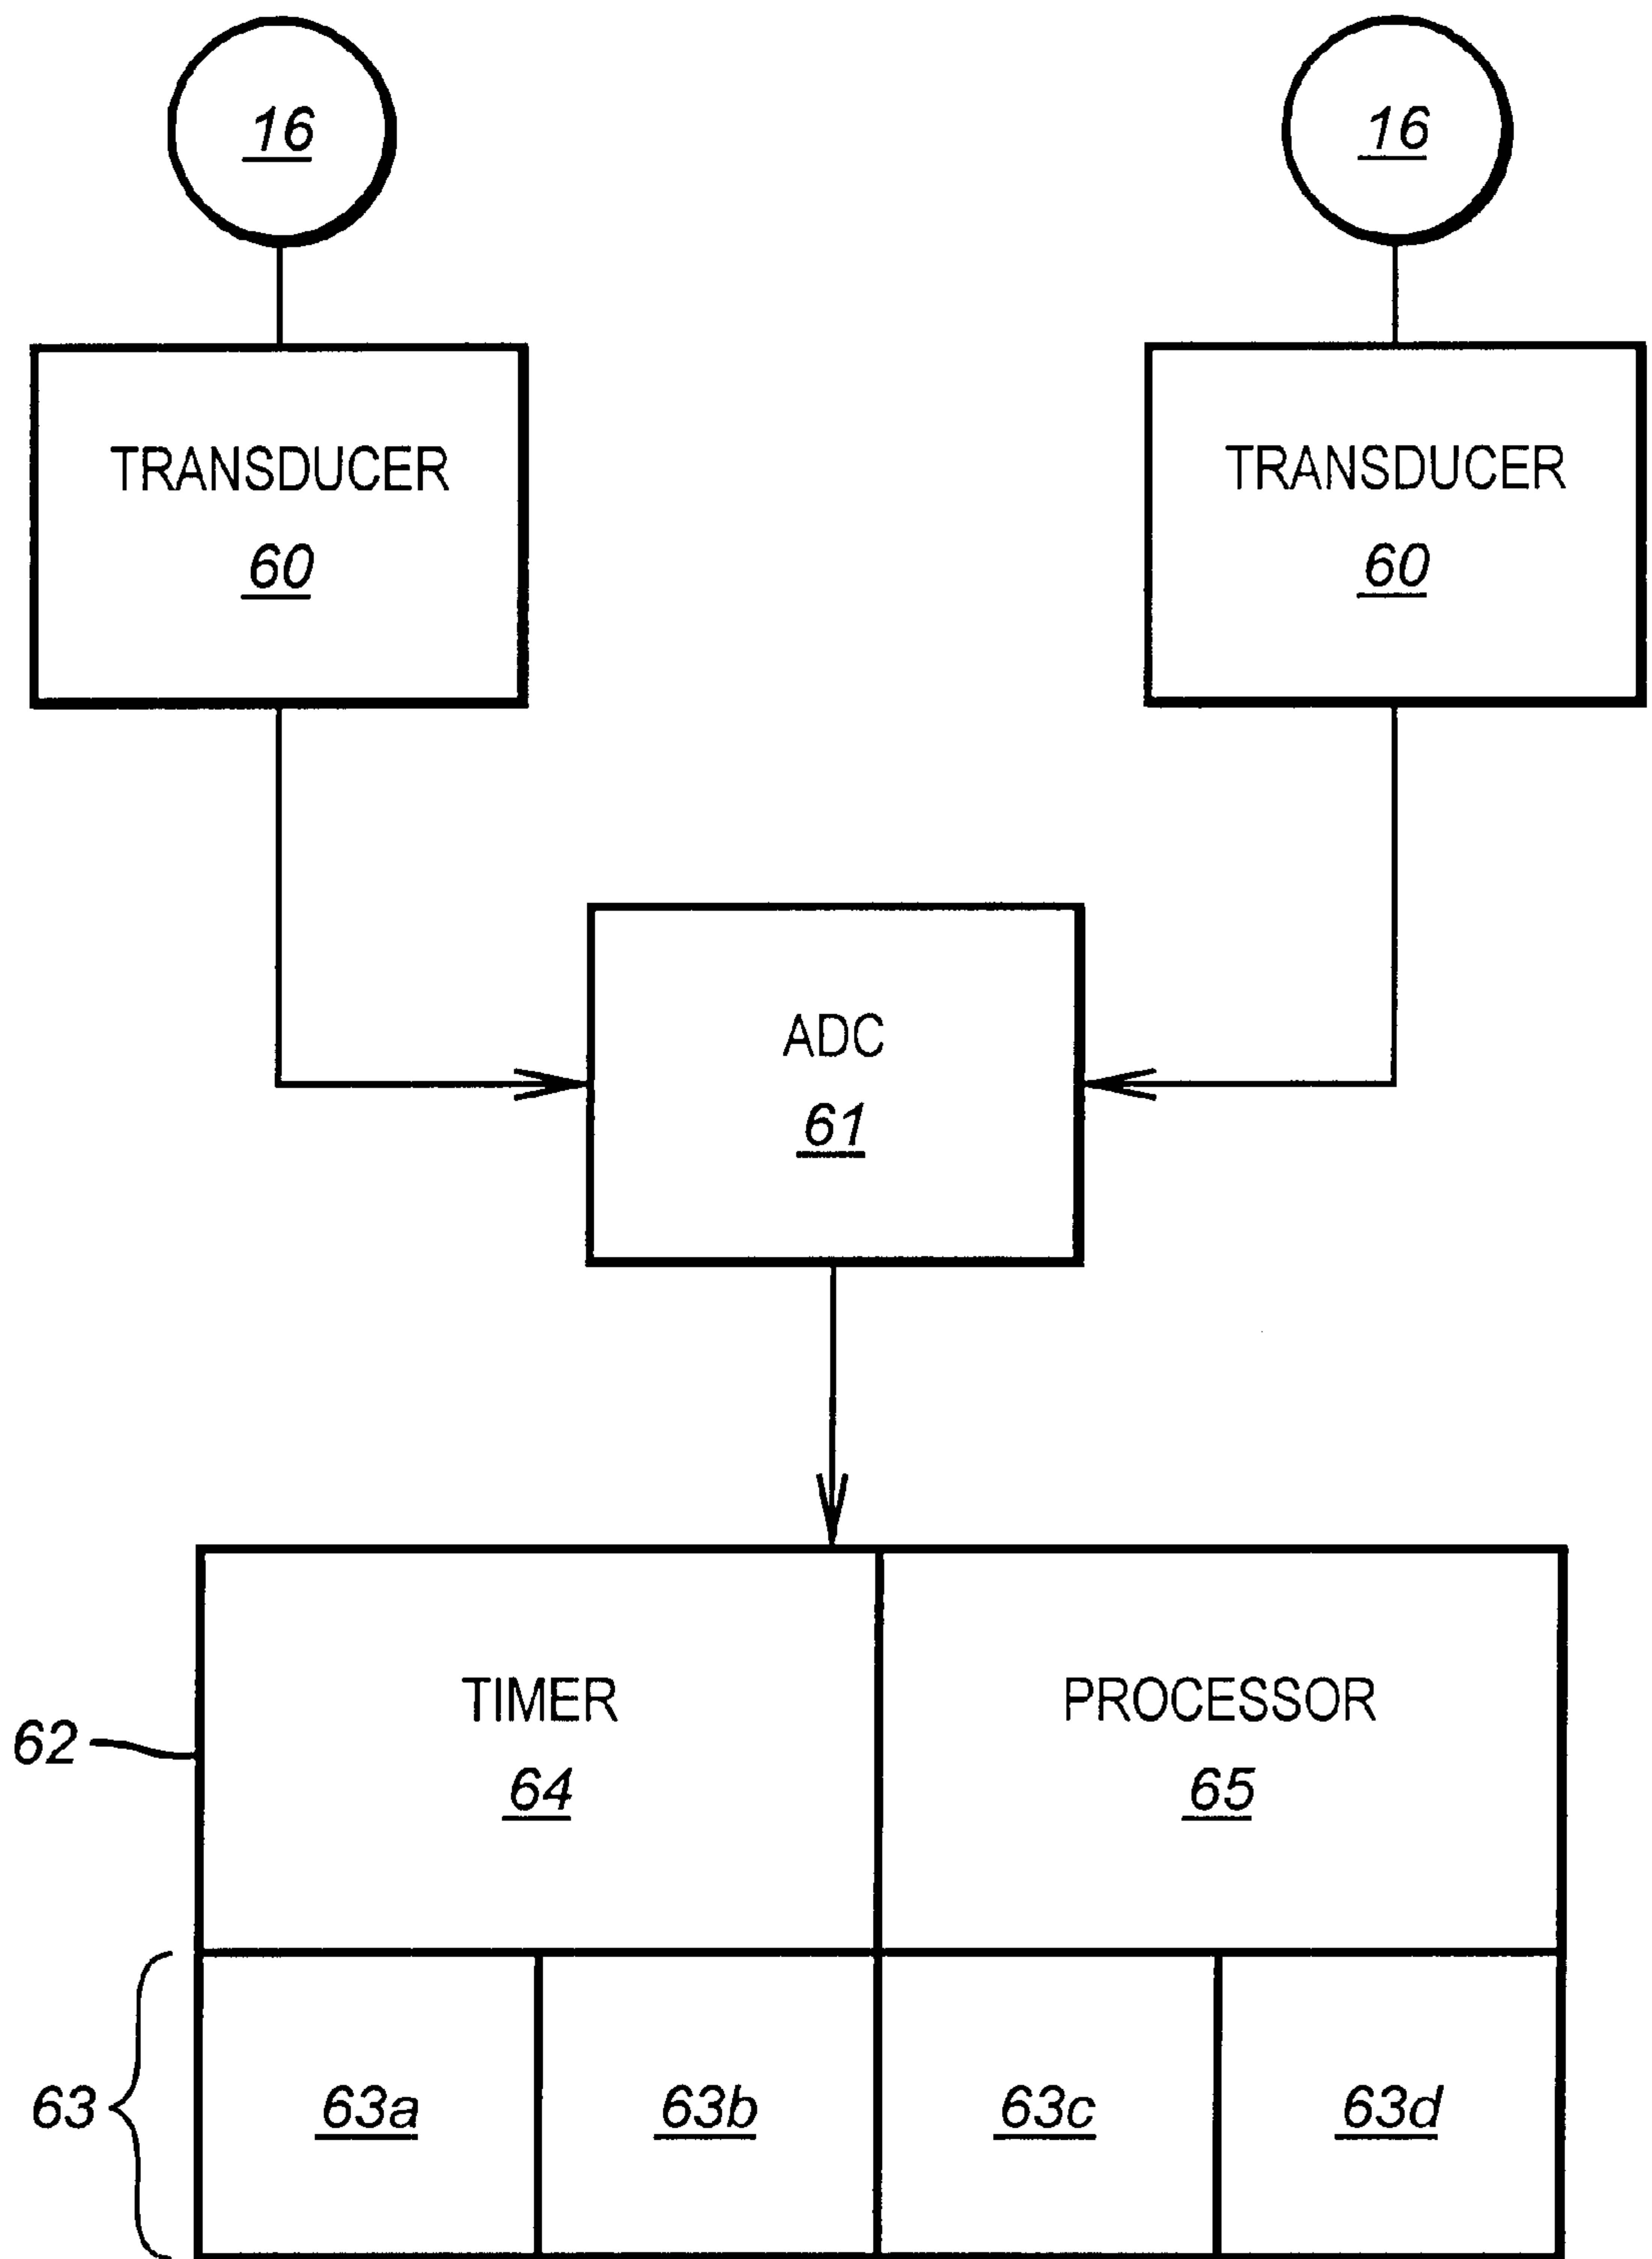 16
16
TRANSDUCER
60
TRANSDUCER
60
ADC
61
TIMER
64
PROCESSOR
65
62
63
63a
63b
63c
63d